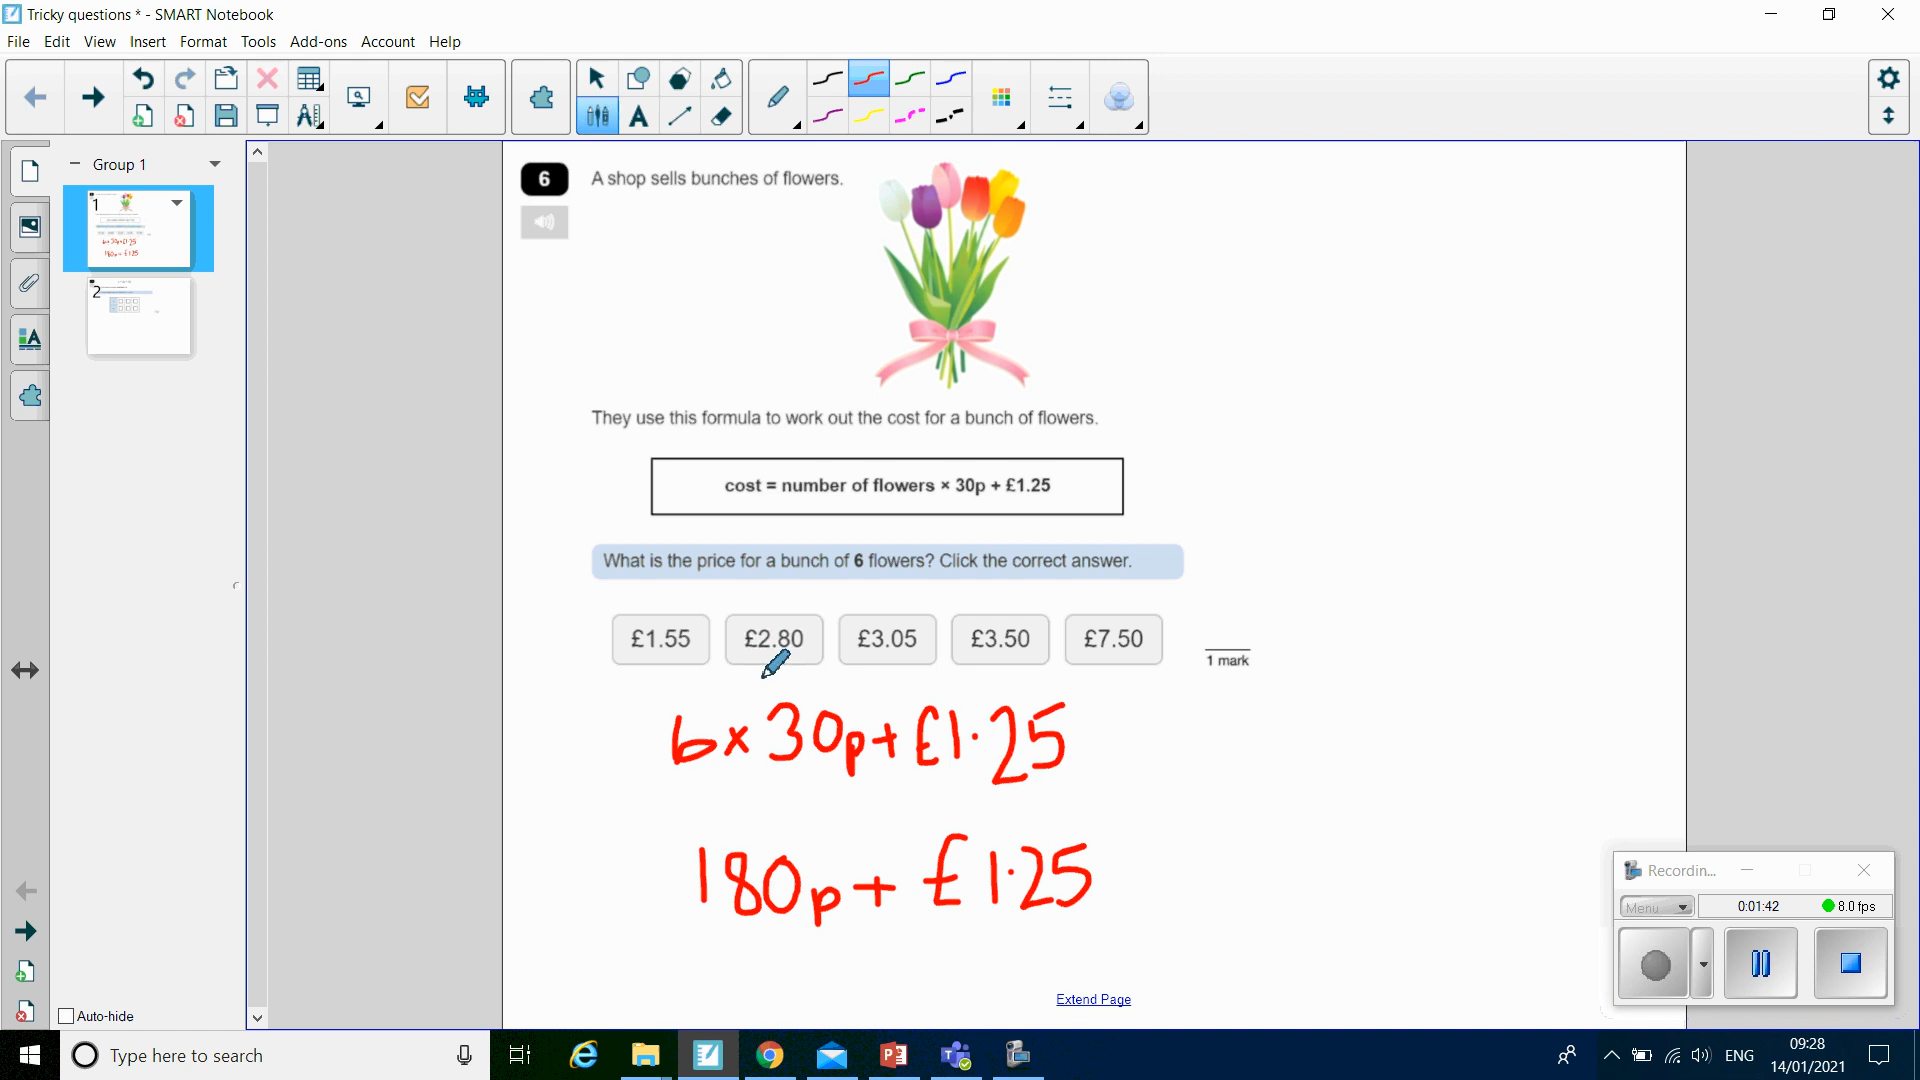 Tricky questions * - SMART Notebook
File Edit View Insert Format Tools Add-ons Account Help
Group 1
1
2
6
A shop sells bunches of flowers.
They use this formula to work out the cost for a bunch of flowers.
cost = number of flowers × 30p + £1.25
What is the price for a bunch of 6 flowers? Click the correct answer.
£1.55 £2.80 £3.05 £3.50 £7.50
1 mark
6 x 30p + £1.25
180p + £1.25
Extend Page
Auto-hide
Recordin...
Menu 0:01:42 8.0 fps
Type here to search
ENG
09:28
14/01/2021